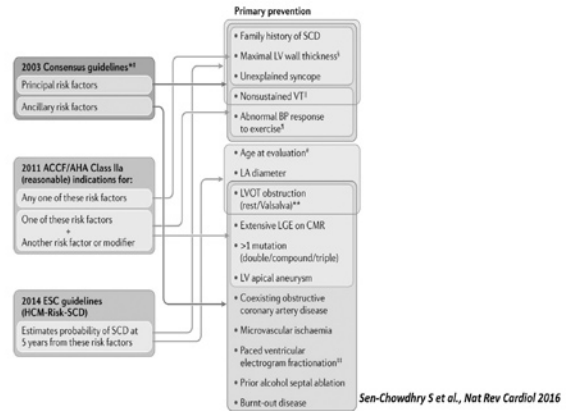 Primary prevention
▪ Family history of SCD
▪ Maximal LV wall thickness§
▪ Unexplained syncope
▪ Nonsustained VT‖
▪ Abnormal BP response
to exercise¶
▪ Age at evaluation#
▪ LA diameter
▪ LVOT obstruction
(rest/Valsalva)**
▪ Extensive LGE on CMR
▪ >1 mutation
(double/compound/triple)
▪ LV apical aneurysm
▪ Coexisting obstructive
coronary artery disease
▪ Microvascular ischaemia
▪ Paced ventricular
electrogram fractionation
▪ Prior alcohol septal ablation
▪ Burnt-out disease
2003 Consensus guidelines
Principal risk factors
Ancillary risk factors
2011 ACCF/AHA Class IIa
(reasonable) indications for:
Any one of these risk factors
One of these risk factors
+
Another risk factor or modifier
2014 ESC guidelines
(HCM-Risk-SCD)
Estimates probability of SCD at
5 years from these risk factors
Sen-Chowdhry S et al., Nat Rev Cardiol 2016